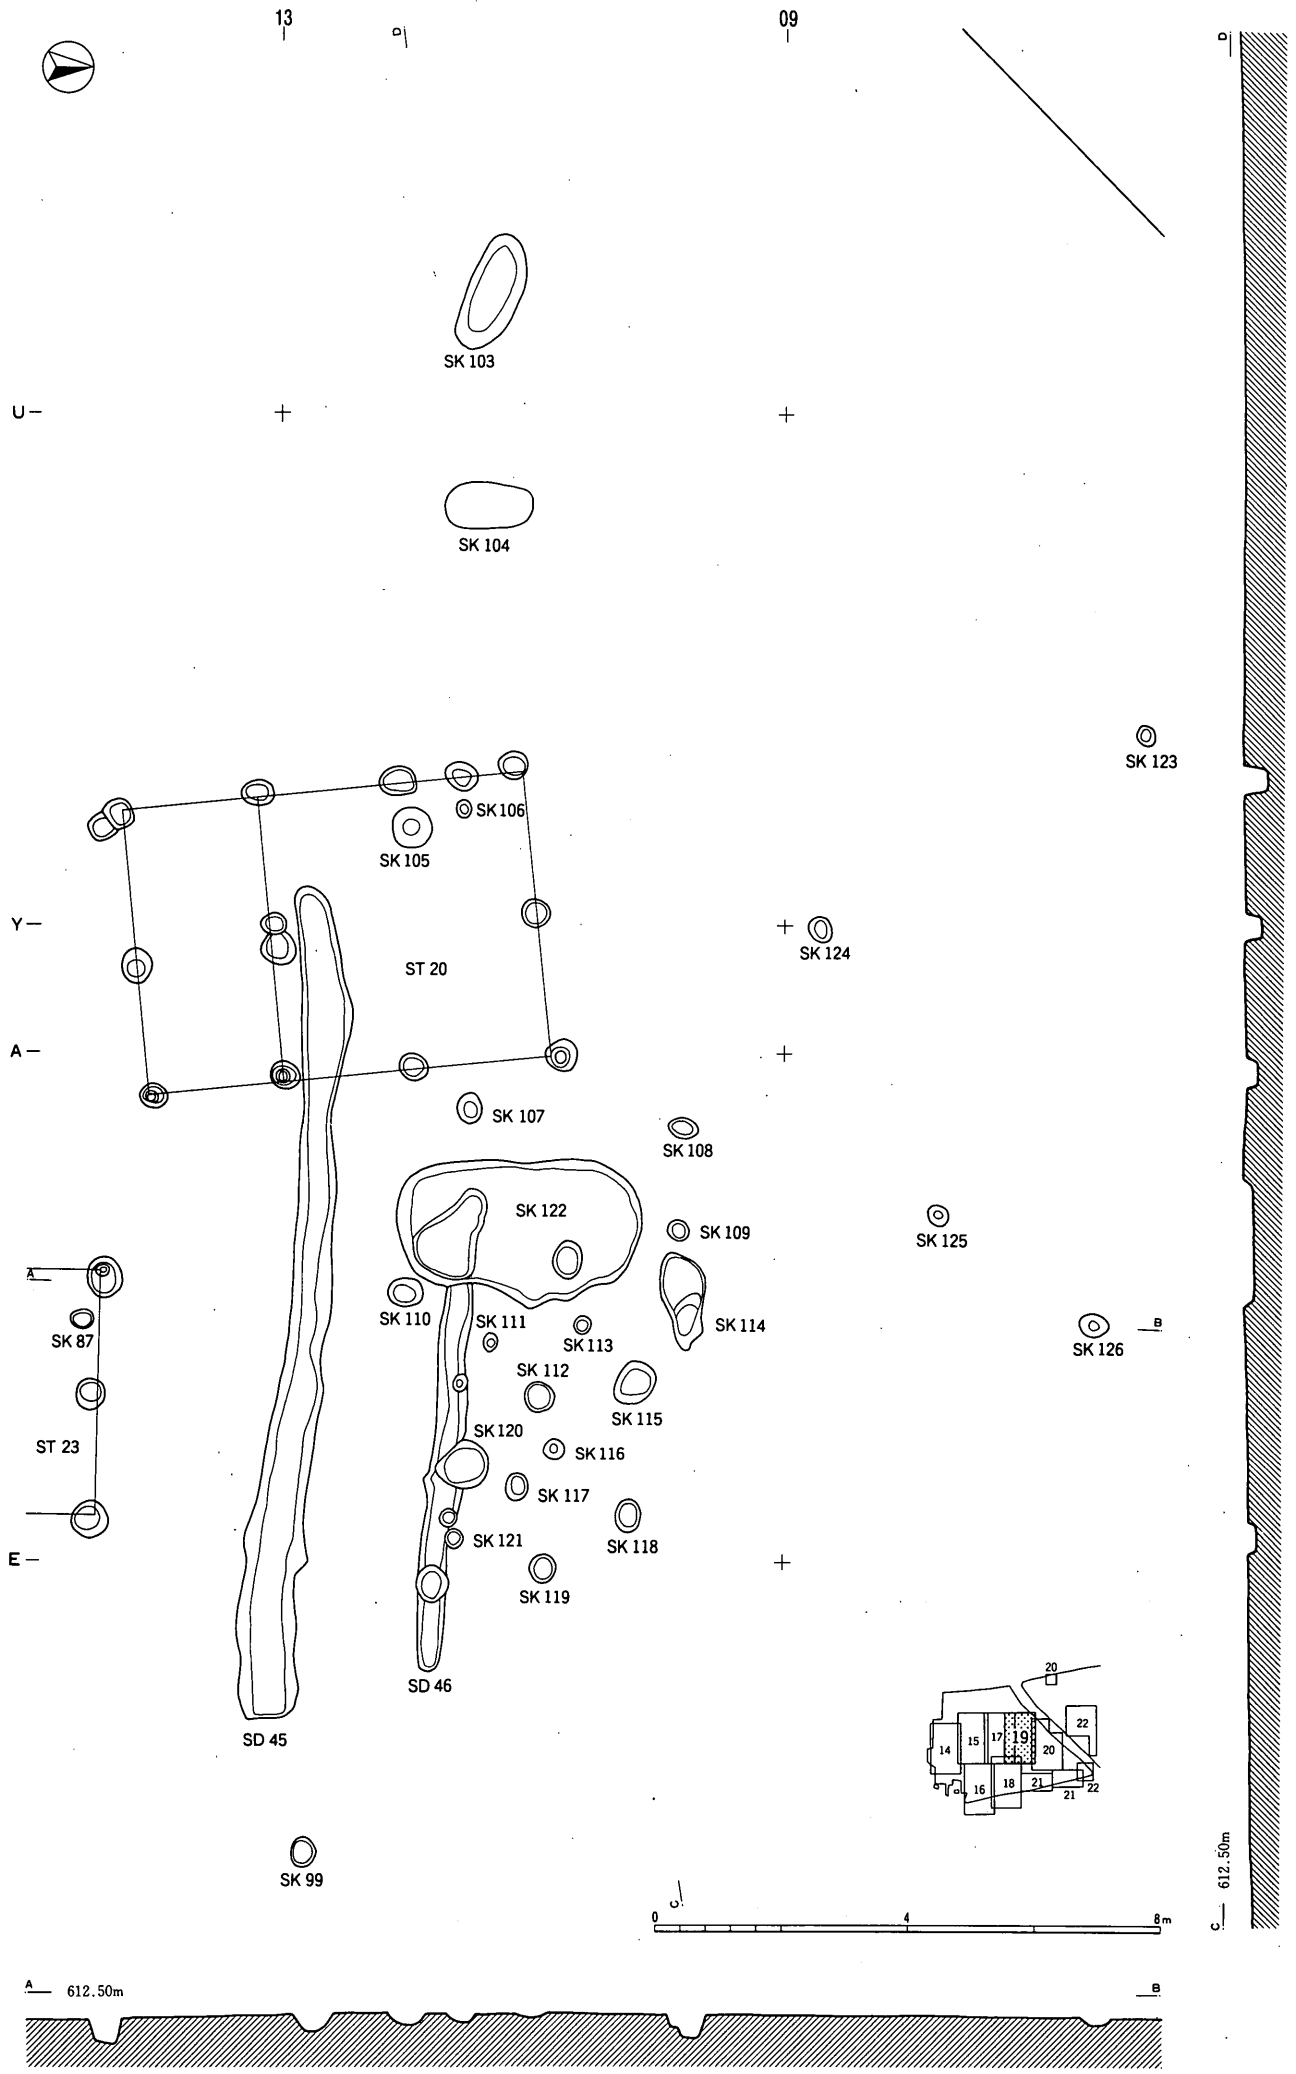 13
09
D
D
SK 103
U
SK 104
SK 123
SK 106
SK 105
Y
SK 124
ST 20
A
SK 107
SK 108
SK 122
SK 109
SK 125
A
SK 110
SK 111
SK 113
SK 114
B
SK 87
SK 126
SK 112
SK 115
SK 120
ST 23
SK 116
SK 117
SK 121
SK 118
E
SK 119
SD 46
SD 45
20
22
19
17
15
14
20
18
21
16
21
22
SK 99
C
0
4
8m
C
612.50m
A
612.50m
B